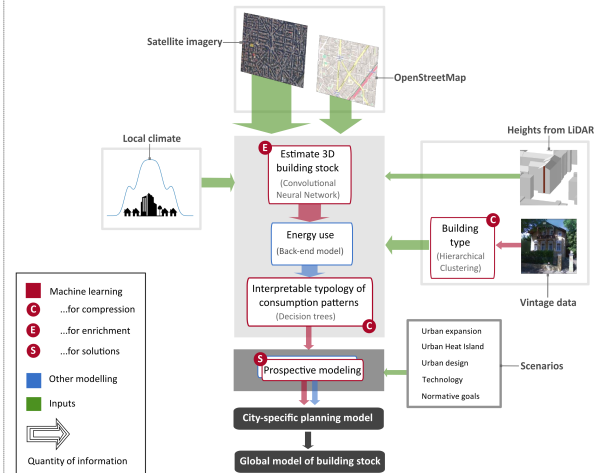 Satellite imagery
OpenStreetMap
Local climate
Heights from LiDAR
E
Estimate 3D
building stock
(Convolutional
Neural Network)
Energy use
(Back-end model)
C
Building
type
(Hierarchical
Clustering)
Vintage data
Interpretable typology of
consumption patterns
(Decision trees)
C
S
Prospective modeling
Urban expansion
Urban Heat Island
Urban design
Technology
Normative goals
Scenarios
City-specific planning model
Global model of building stock
Machine learning
C ...for compression
E ...for enrichment
S ...for solutions
Other modelling
Inputs
Quantity of information